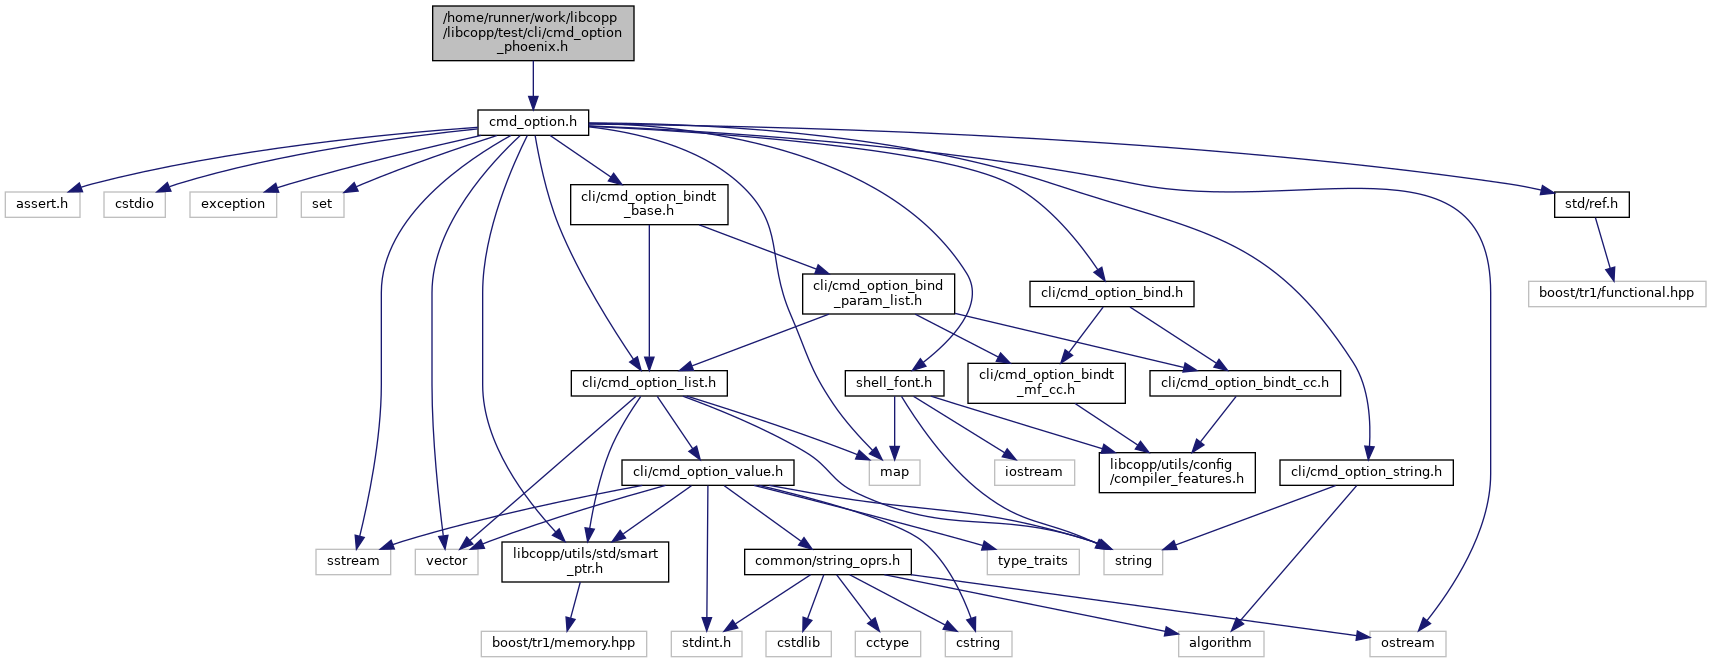 /home/runner/work/libcopp
/libcopp/test/cli/cmd_option
_phoenix.h
cmd_option.h
assert.h
cstdio
exception
set
cli/cmd_option_bindt
_base.h
std/ref.h
cli/cmd_option_bind
_param_list.h
cli/cmd_option_bind.h
boost/tr1/functional.hpp
cli/cmd_option_list.h
shell_font.h
cli/cmd_option_bindt
_mf_cc.h
cli/cmd_option_bindt_cc.h
cli/cmd_option_value.h
map
iostream
libcopp/utils/config
/compiler_features.h
cli/cmd_option_string.h
sstream
vector
libcopp/utils/std/smart
_ptr.h
common/string_oprs.h
type_traits
string
boost/tr1/memory.hpp
stdint.h
cstdlib
cctype
cstring
algorithm
ostream